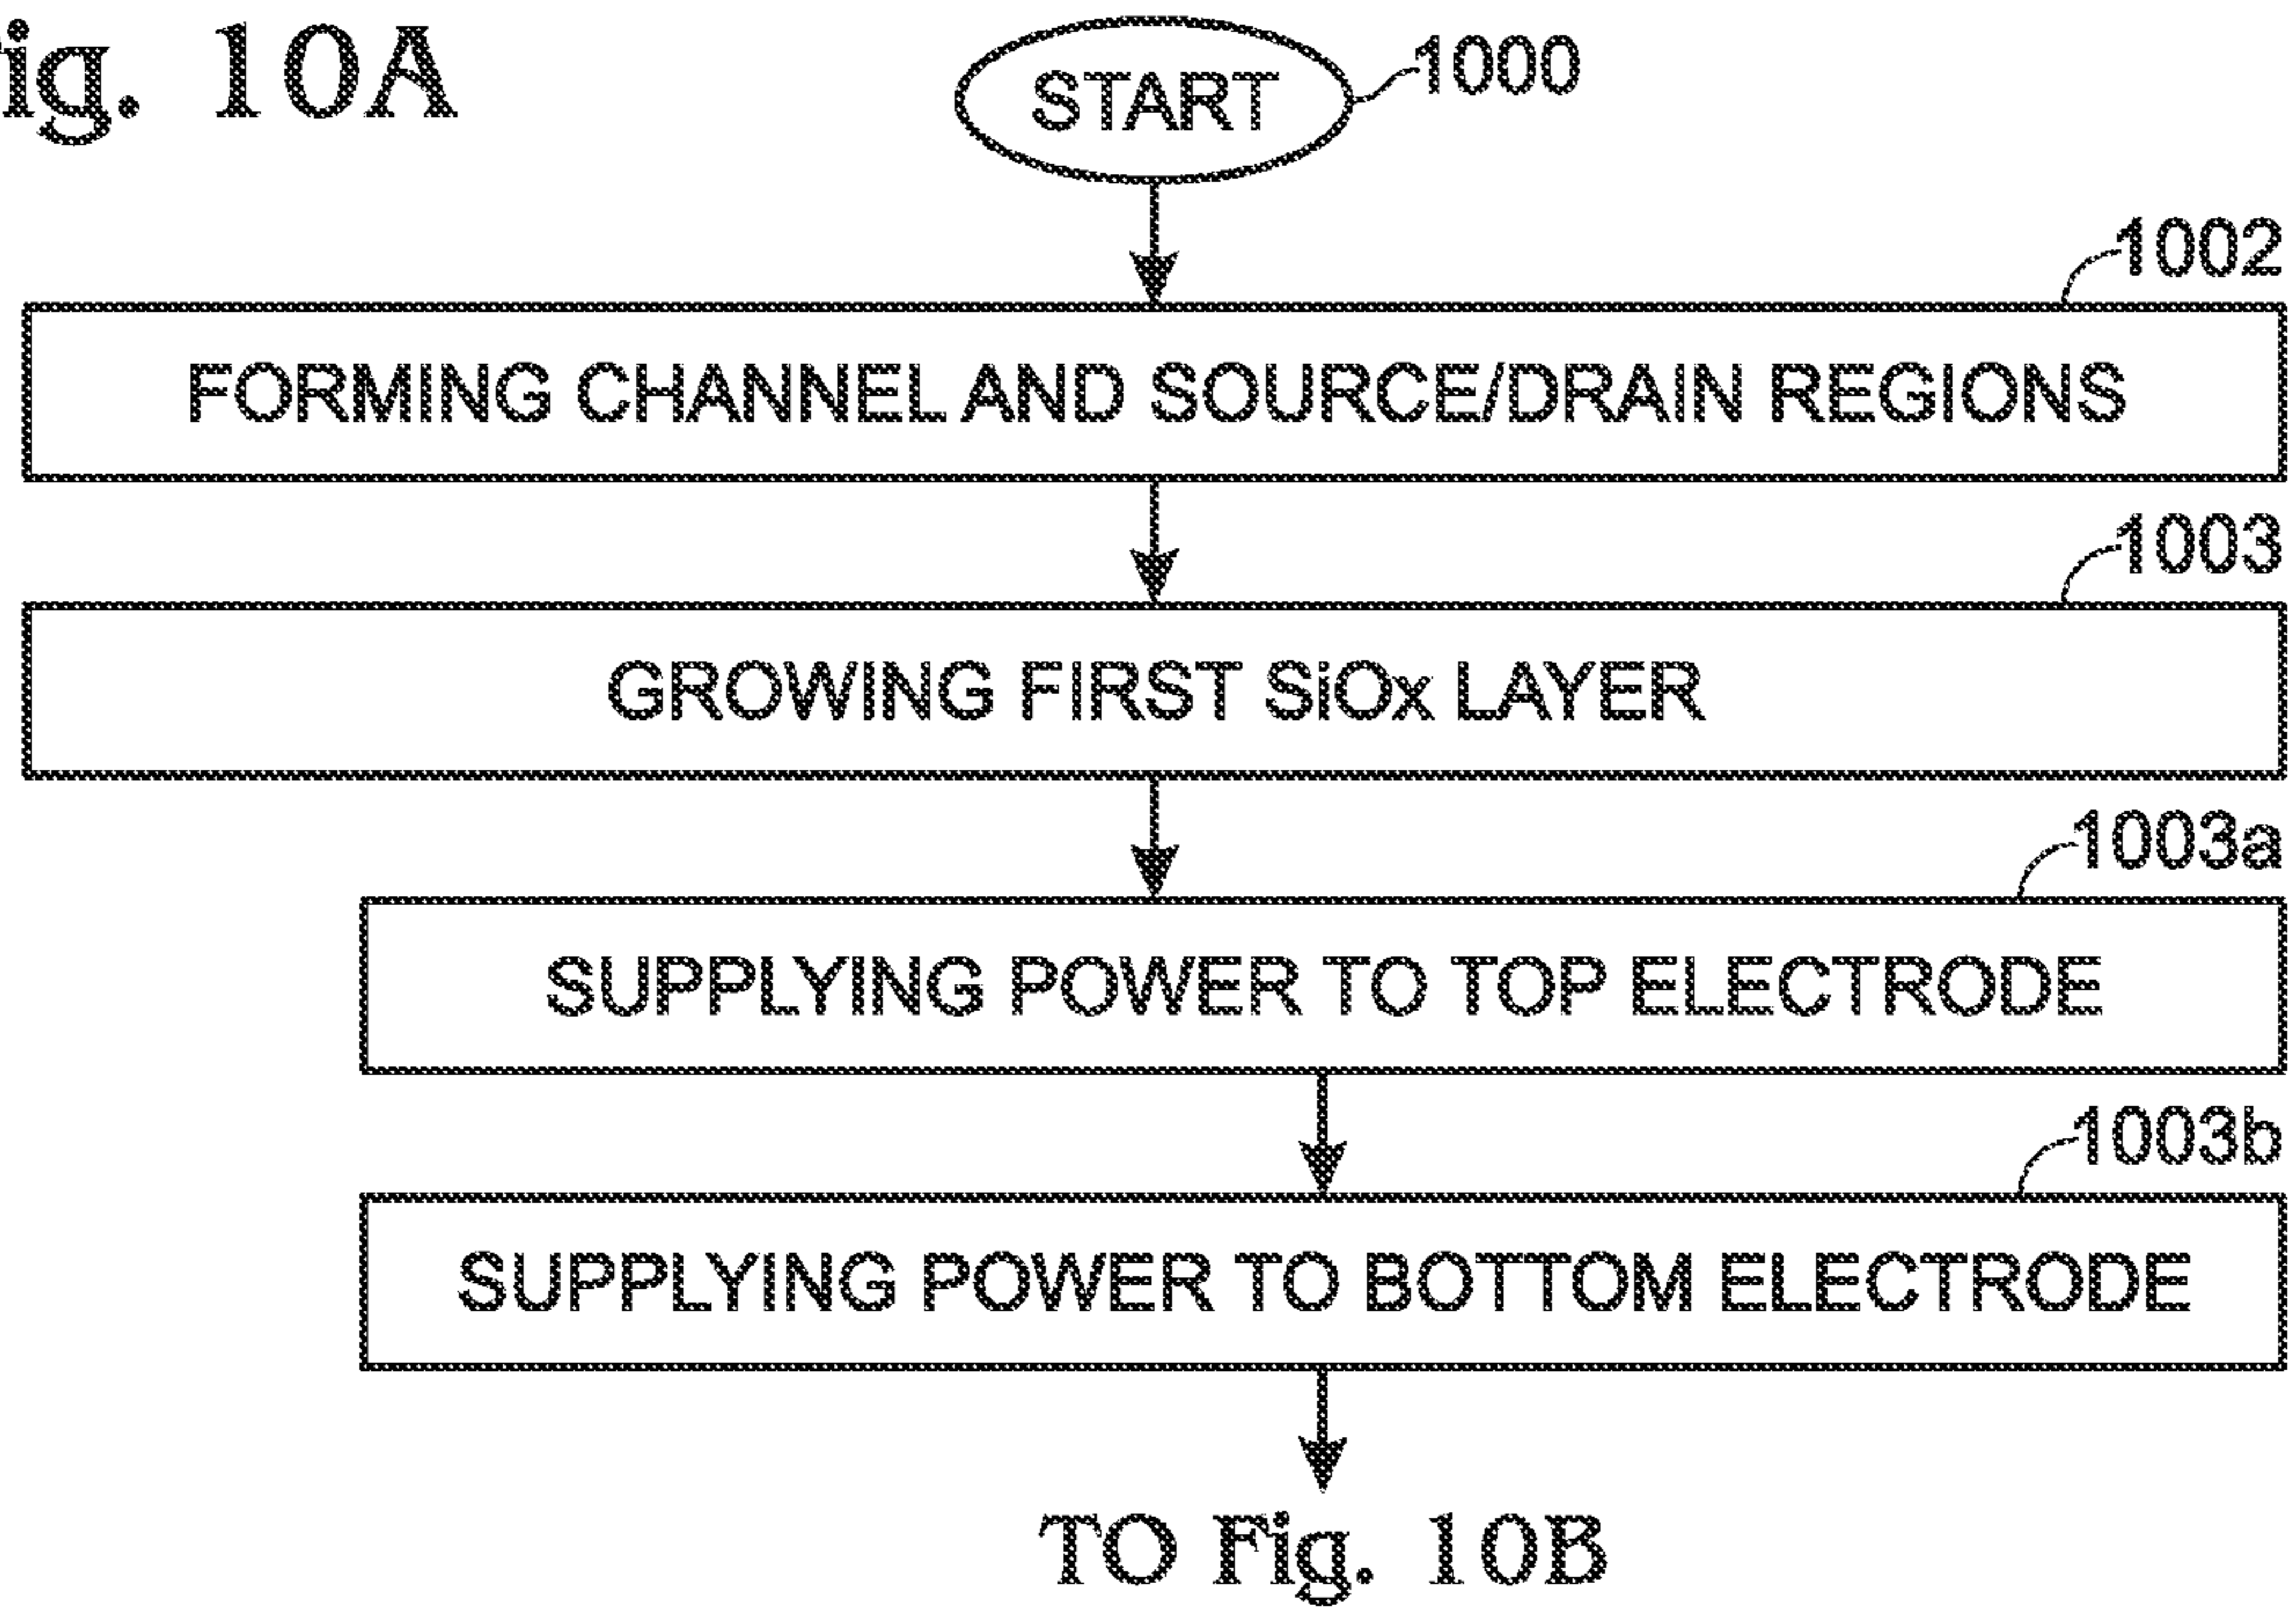 ig. 10A
START
1000
1002
FORMING CHANNEL AND SOURCE/DRAIN REGIONS
1003
GROWING FIRST SiOx LAYER
1003a
SUPPLYING POWER TO TOP ELECTRODE
1003b
SUPPLYING POWER TO BOTTOM ELECTRODE
TO Fig. 10B